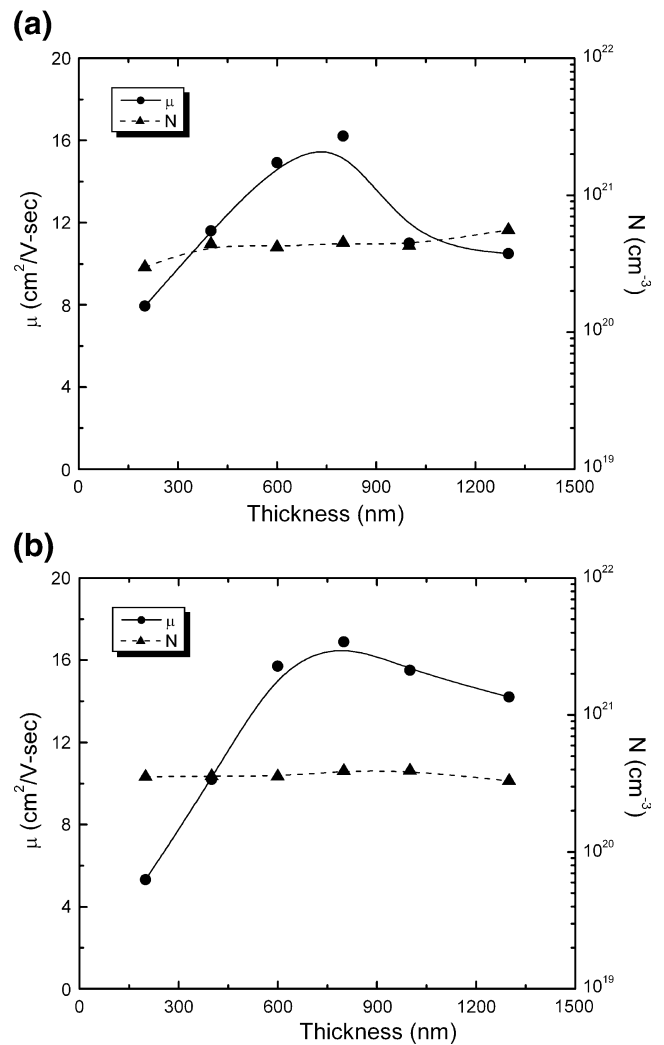 (a)
20
16
12
8
4
0
μ (cm²/V-sec)
μ
N
10²²
10²¹
10²⁰
10¹⁹
N (cm⁻³)
0 300 600 900 1200 1500
Thickness (nm)
(b)
20
16
12
8
4
0
μ (cm²/V-sec)
μ
N
10²²
10²¹
10²⁰
10¹⁹
N (cm⁻³)
0 300 600 900 1200 1500
Thickness (nm)